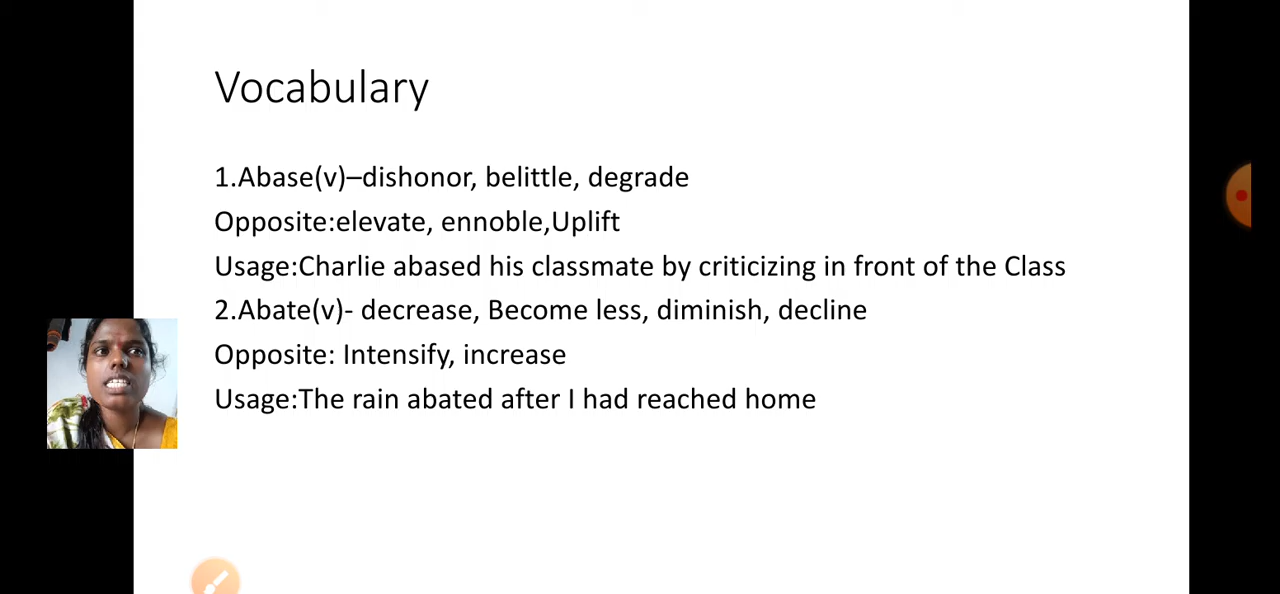 Vocabulary
1.Abase(v)–dishonor, belittle, degrade
Opposite:elevate, ennoble,Uplift
Usage:Charlie abased his classmate by criticizing in front of the Class
2.Abate(v)- decrease, Become less, diminish, decline
Opposite: Intensify, increase
Usage:The rain abated after I had reached home